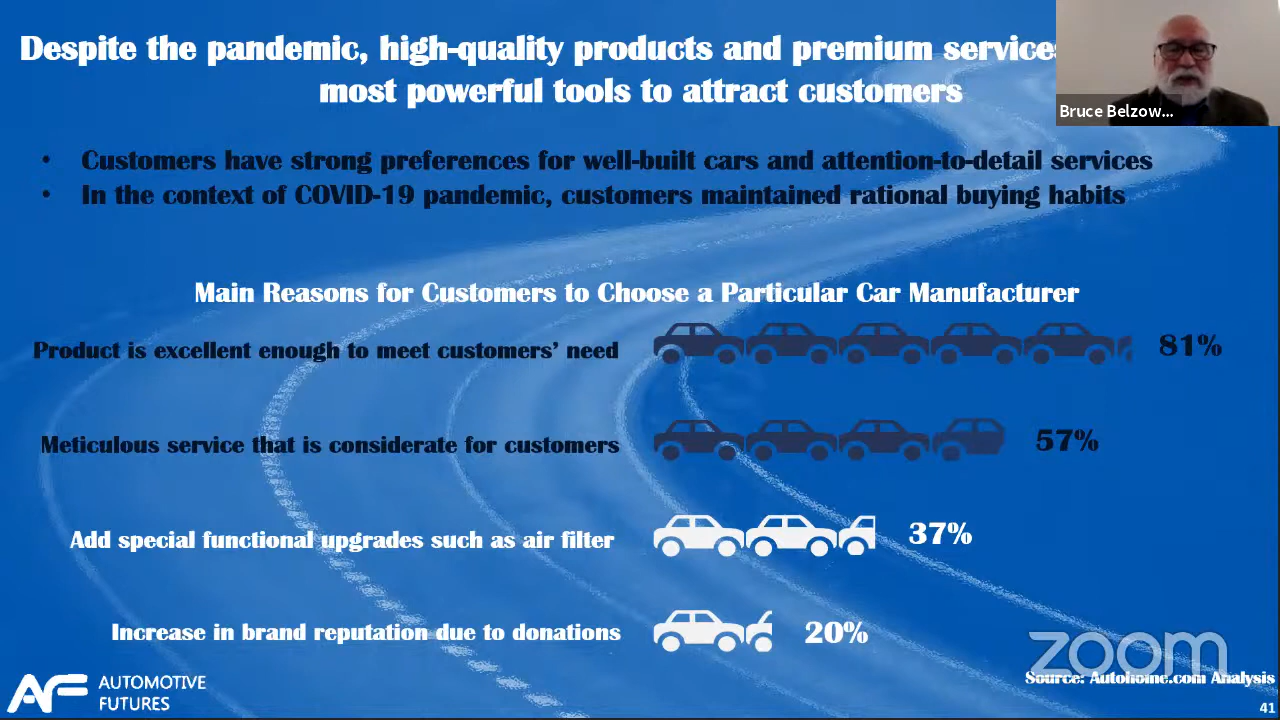 Despite the pandemic, high-quality products and premium services
most powerful tools to attract customers
Bruce Belzow...
• Customers have strong preferences for well-built cars and attention-to-detail services
• In the context of COVID-19 pandemic, customers maintained rational buying habits
Main Reasons for Customers to Choose a Particular Car Manufacturer
Product is excellent enough to meet customers’ need 81%
Meticulous service that is considerate for customers 57%
Add special functional upgrades such as air filter 37%
Increase in brand reputation due to donations 20%
zoom
Source: Autohome.com Analysis
AF AUTOMOTIVE
FUTURES
41